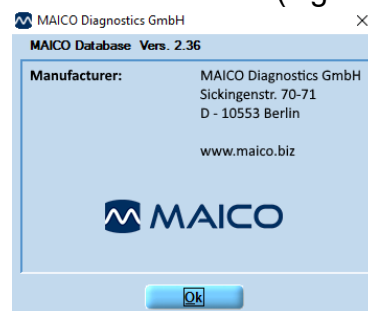 MAICO Diagnostics GmbH
MAICO Database Vers. 2.36
Manufacturer: MAICO Diagnostics GmbH
Sickingenstr. 70-71
D - 10553 Berlin
www.maico.biz
MAICO
Ok